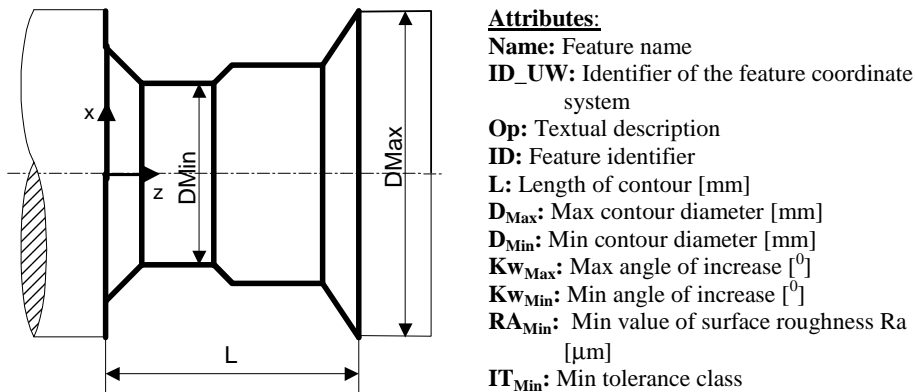 x
z
DMin
DMax
L
Attributes:
Name: Feature name
ID_UW: Identifier of the feature coordinate
system
Op: Textual description
ID: Feature identifier
L: Length of contour [mm]
DMax: Max contour diameter [mm]
DMin: Min contour diameter [mm]
KwMax: Max angle of increase [0]
KwMin: Min angle of increase [0]
RAMin: Min value of surface roughness Ra
[μm]
ITMin: Min tolerance class